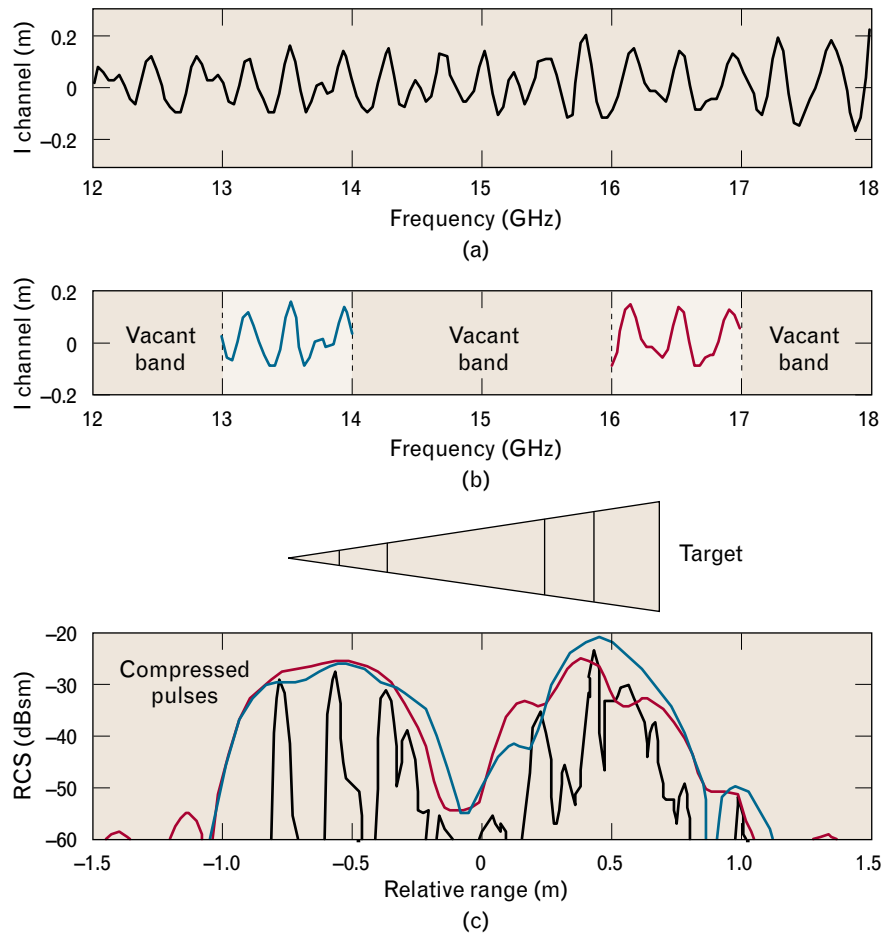 I channel (m)
0.2
0
–0.2
12 13 14 15 16 17 18
Frequency (GHz)
(a)
I channel (m)
0.2
0
–0.2
Vacant
band
Vacant
band
Vacant
band
12 13 14 15 16 17 18
Frequency (GHz)
(b)
Target
RCS (dBsm)
–20
–30
–40
–50
–60
Compressed
pulses
–1.5 –1.0 –0.5 0 0.5 1.0 1.5
Relative range (m)
(c)